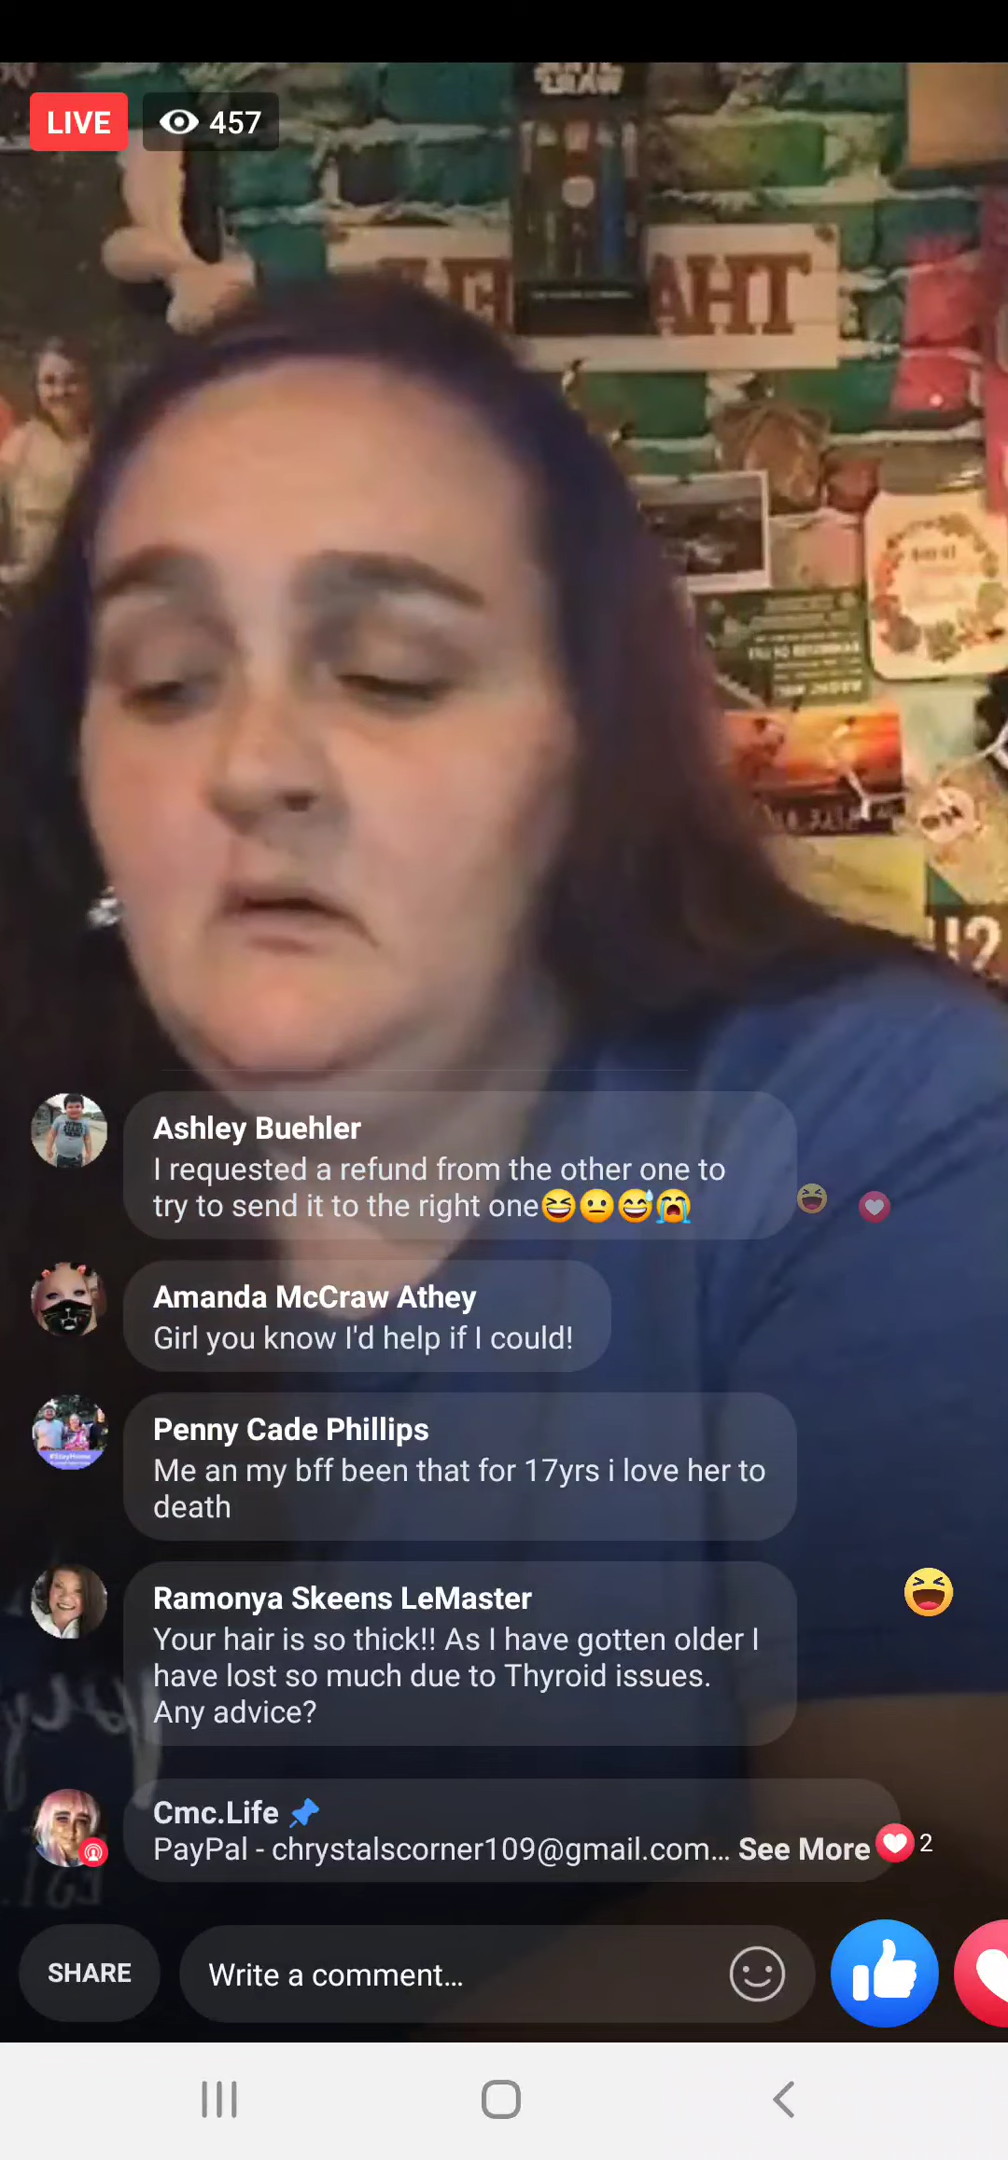 LIVE 457
AHT
U2
Ashley Buehler
I requested a refund from the other one to
try to send it to the right one😆😐😅😭
Amanda McCraw Athey
Girl you know I'd help if I could!
Penny Cade Phillips
Me an my bff been that for 17yrs i love her to
death
Ramonya Skeens LeMaster
Your hair is so thick!! As I have gotten older I
have lost so much due to Thyroid issues.
Any advice?
Cmc.Life 📌
PayPal - chrystalscorner109@gmail.com... See More 2
SHARE Write a comment...